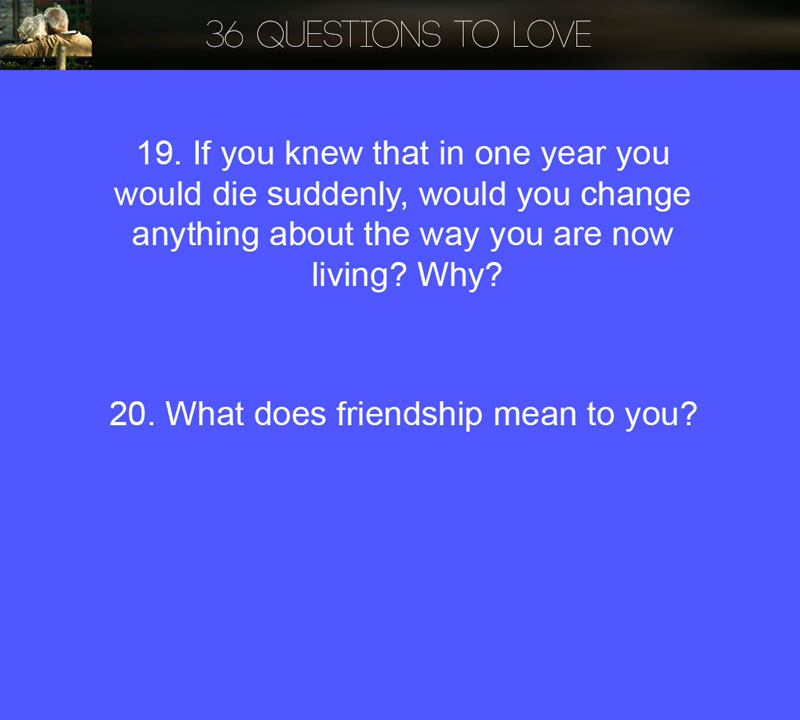 36 QUESTIONS TO LOVE
19. If you knew that in one year you
would die suddenly, would you change
anything about the way you are now
living? Why?
20. What does friendship mean to you?